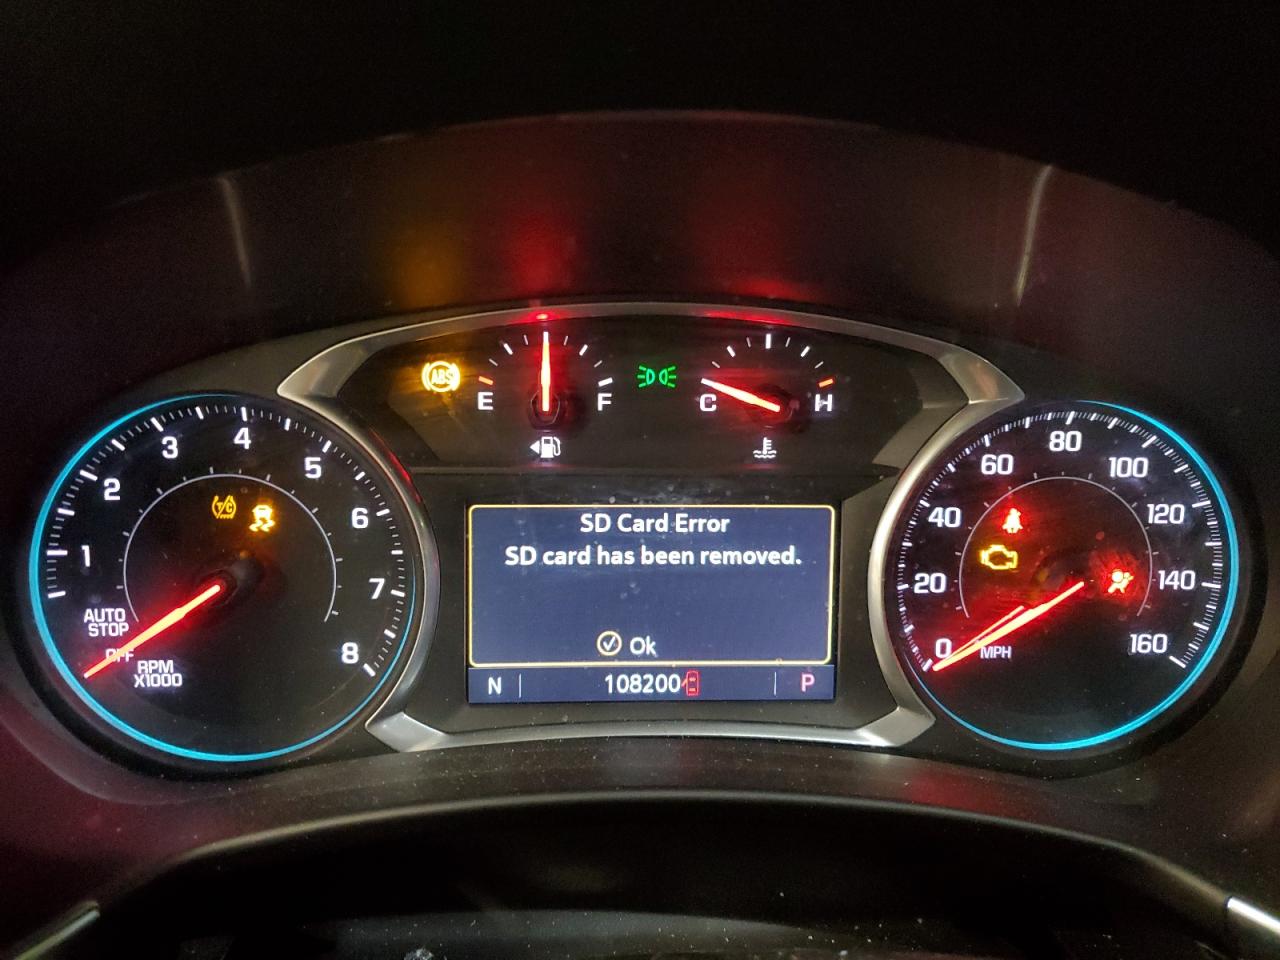 ABS
E
F
C
H
1
2
3
4
5
6
7
8
T/C
AUTO
STOP
OFF
RPM
X1000
SD Card Error
SD card has been removed.
Ok
N
108200
P
0
20
40
60
80
100
120
140
160
MPH